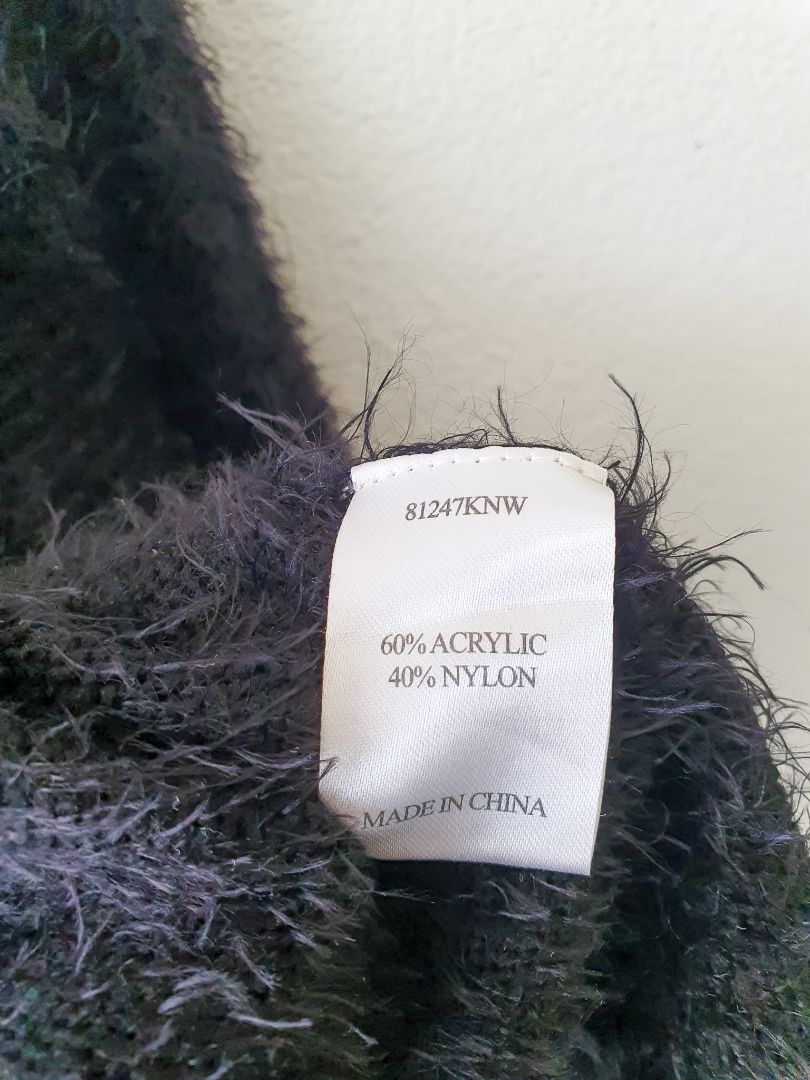 81247KNW
60% ACRYLIC
40% NYLON
MADE IN CHINA